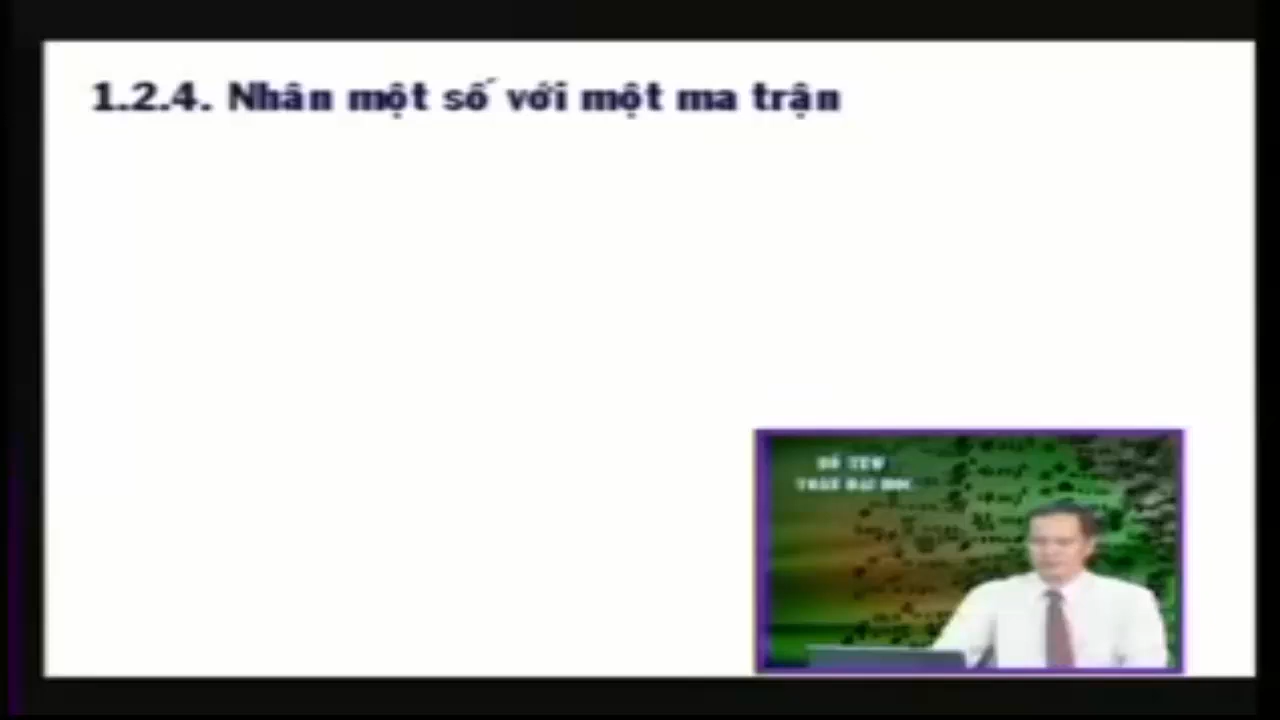 1.2.4. Nhân một số với một ma trận